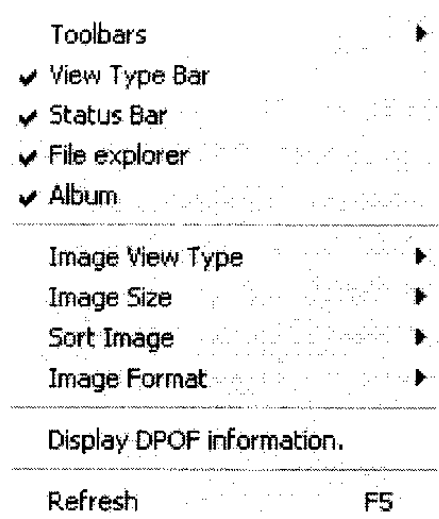 Toolbars
View Type Bar
Status Bar
File explorer
Album
Image View Type
Image Size
Sort Image
Image Format
Display DPOF information.
Refresh F5